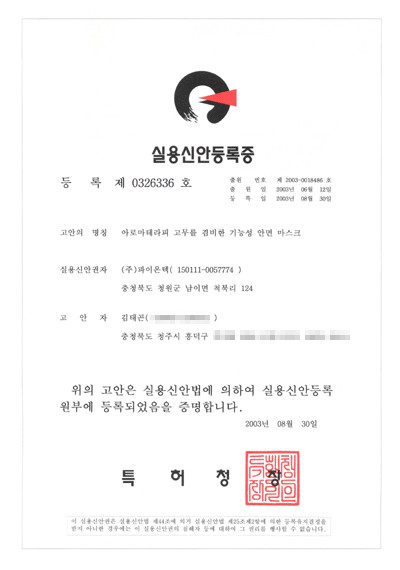 실용신안등록증
등 록 제 0326336 호
출원 번호 제 2003-0018486 호
출 원 일 2003년 06월 12일
등 록 일 2003년 08월 30일
고안의 명칭 아로마테라피 고무를 겸비한 기능성 안면 마스크
실용신안권자 (주)파이온텍( 150111-0057774 )
충청북도 청원군 남이면 척북리 124
고 안 자 김태곤( )
충청북도 청주시 흥덕구
위의 고안은 실용신안법에 의하여 실용신안등록
원부에 등록되었음을 증명합니다.
2003년 08월 30일
특 허 청 장
이 실용신안권은 실용신안법 제44조에 의거 실용신안법 제25조제2항에 의한 등록유지결정을
받지 아니한 경우에는 이 실용신안권의 침해자 등에 대하여 그 권리를 행사할 수 없습니다.